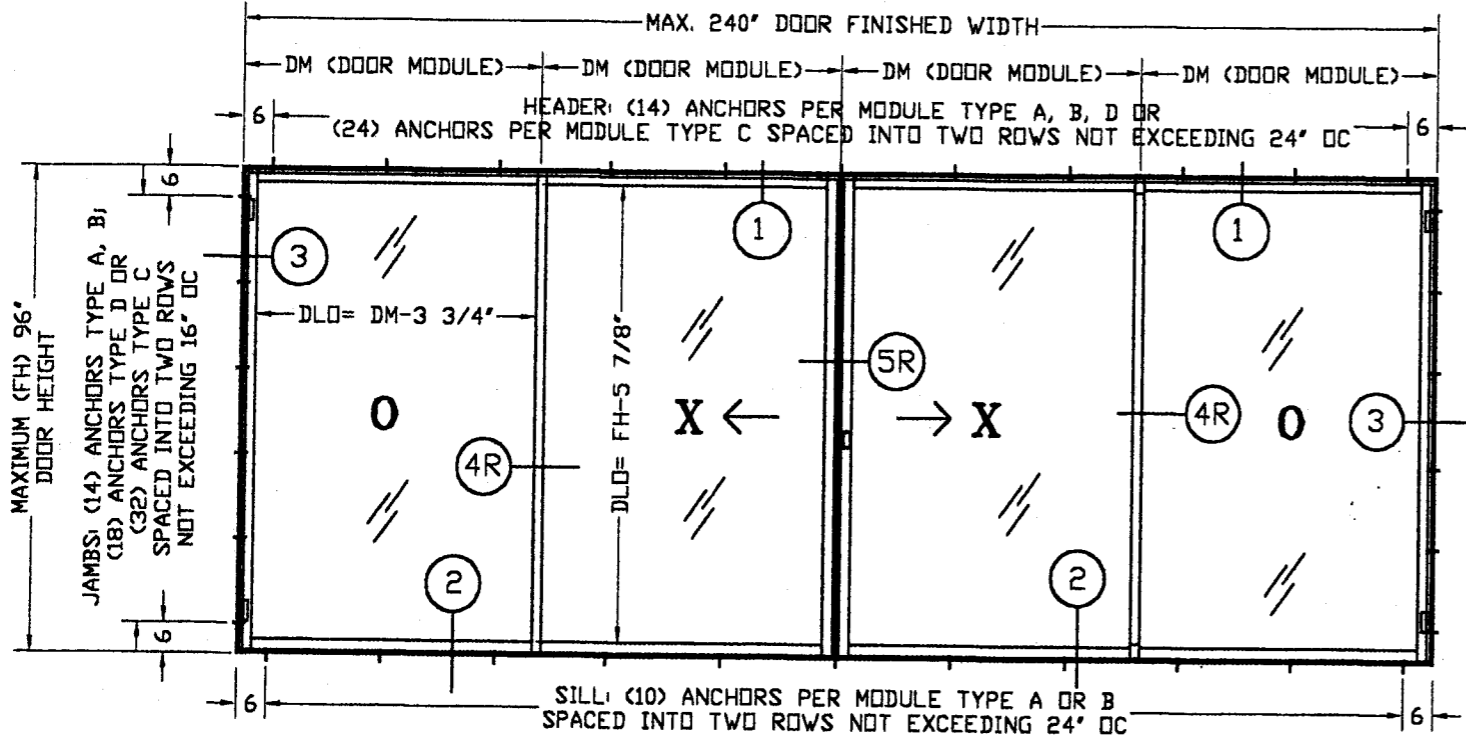 MAX. 240" DOOR FINISHED WIDTH
DM (DOOR MODULE) DM (DOOR MODULE) DM (DOOR MODULE) DM (DOOR MODULE)
6 HEADER: (14) ANCHORS PER MODULE TYPE A, B, D OR
(24) ANCHORS PER MODULE TYPE C SPACED INTO TWO ROWS NOT EXCEEDING 24" OC 6
MAXIMUM (FH) 96"
DOOR HEIGHT
JAMBS: (14) ANCHORS TYPE A, B;
(18) ANCHORS TYPE D OR
(32) ANCHORS TYPE C
SPACED INTO TWO ROWS
NOT EXCEEDING 16" OC
6
6
3
1
1
DLO= DM-3 3/4"
DLO= FH-5 7/8"
5R
O
X
X
4R
O
3
4R
2
2
6 SILL: (10) ANCHORS PER MODULE TYPE A OR B
SPACED INTO TWO ROWS NOT EXCEEDING 24" OC 6